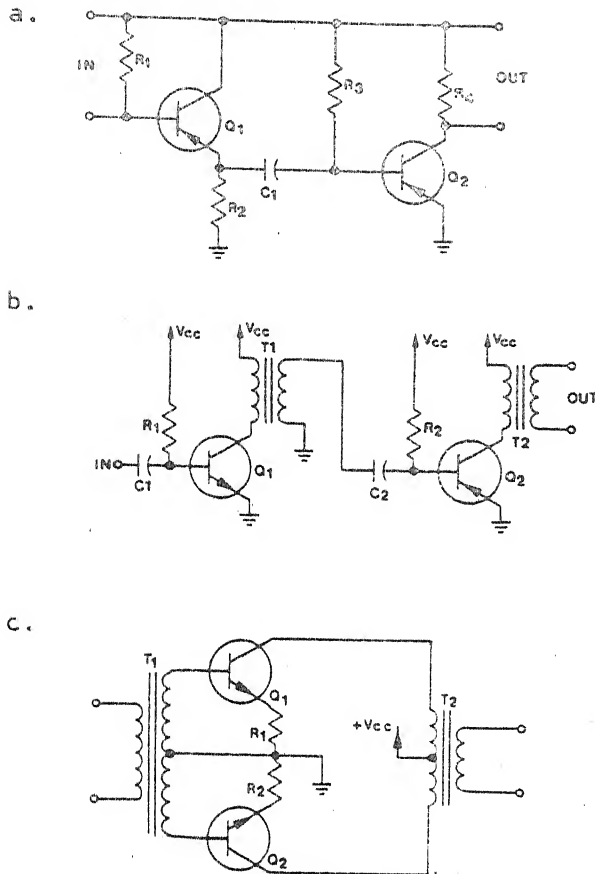 a.
IN R1 Q1 R2 C1 R3 Q2 R4 OUT
b.
Vcc Vcc T1 Vcc Vcc
R1 R2 T2 OUT
IN C1 Q1 C2 Q2
c.
T1 Q1 T2
R1 +Vcc
R2
Q2